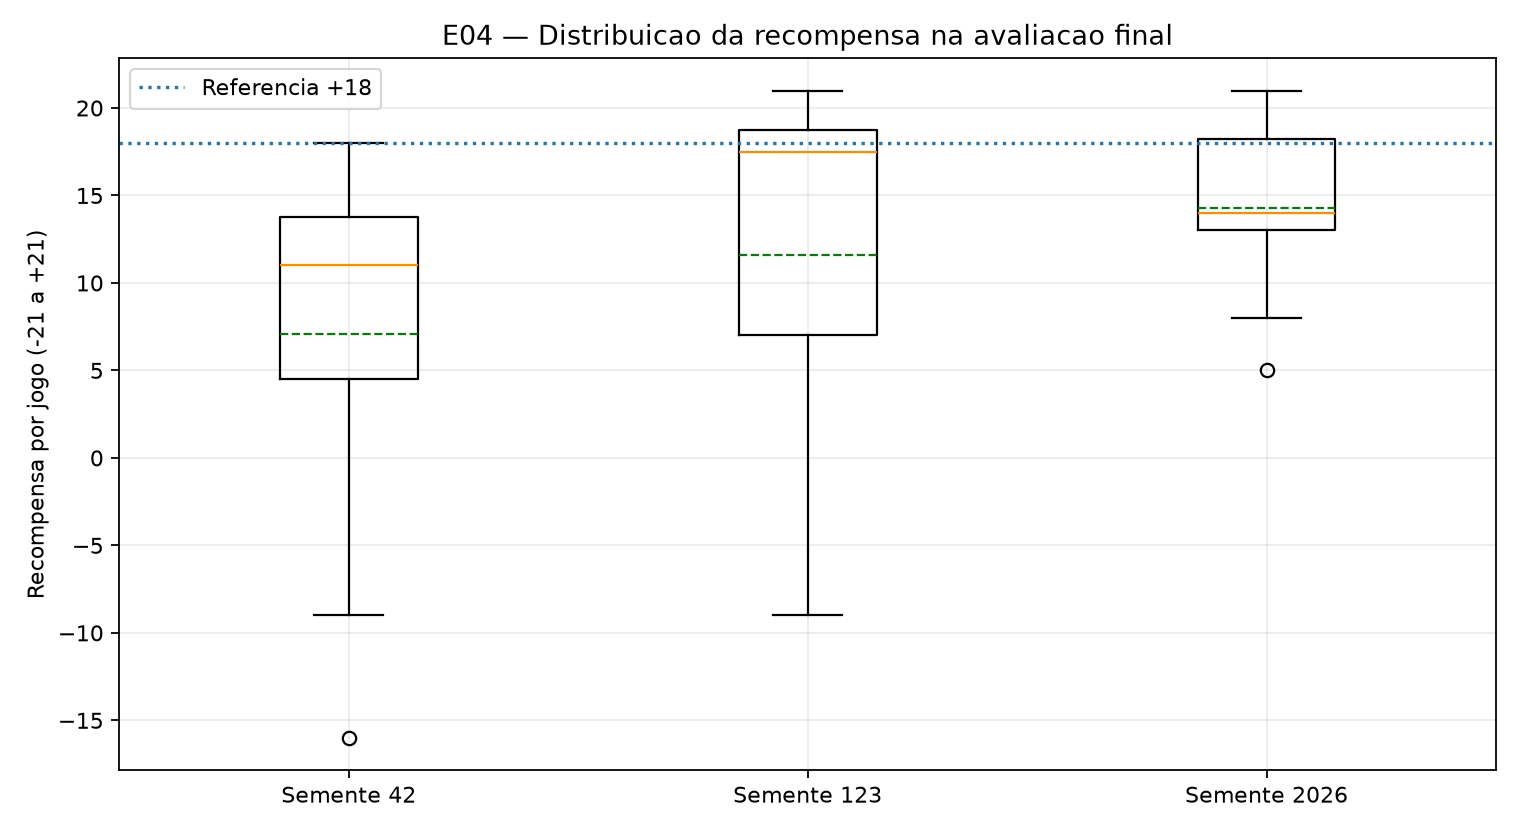 E04 — Distribuicao da recompensa na avaliacao final
Referencia +18
Recompensa por jogo (-21 a +21)
20
15
10
5
0
−5
−10
−15
Semente 42
Semente 123
Semente 2026